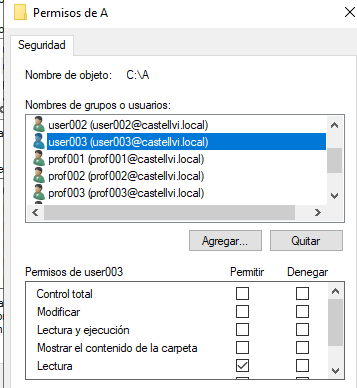 Permisos de A
Seguridad
Nombre de objeto: C:\A
Nombres de grupos o usuarios:
user002 (user002@castellvi.local)
user003 (user003@castellvi.local)
prof001 (prof001@castellvi.local)
prof002 (prof002@castellvi.local)
prof003 (prof003@castellvi.local)
Agregar... Quitar
Permisos de user003 Permitir Denegar
Control total
Modificar
Lectura y ejecución
Mostrar el contenido de la carpeta
Lectura